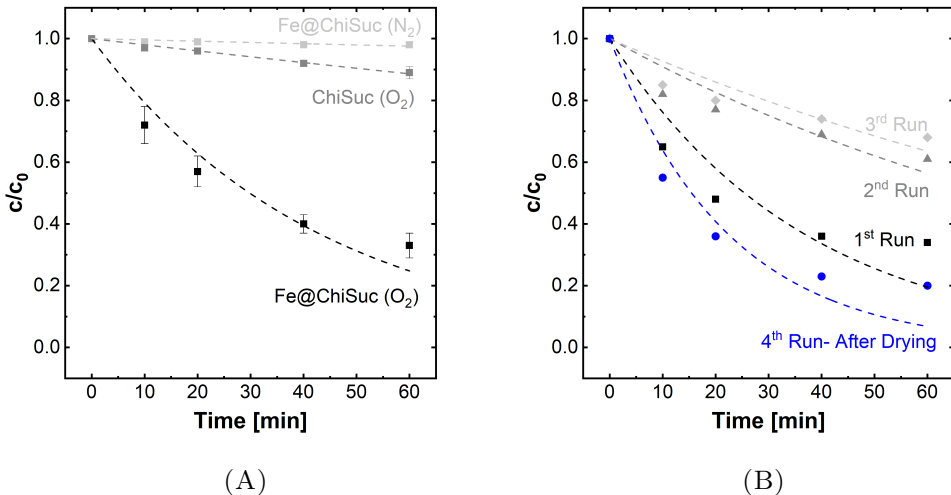 1.0
0.8
0.6
0.4
0.2
0.0
c/c₀
0 10 20 30 40 50 60
Time [min]
Fe@ChiSuc (N₂)
ChiSuc (O₂)
Fe@ChiSuc (O₂)
(A)
1.0
0.8
0.6
0.4
0.2
0.0
c/c₀
0 10 20 30 40 50 60
Time [min]
3ʳᵈ Run
2ⁿᵈ Run
1ˢᵗ Run
4ᵗʰ Run- After Drying
(B)